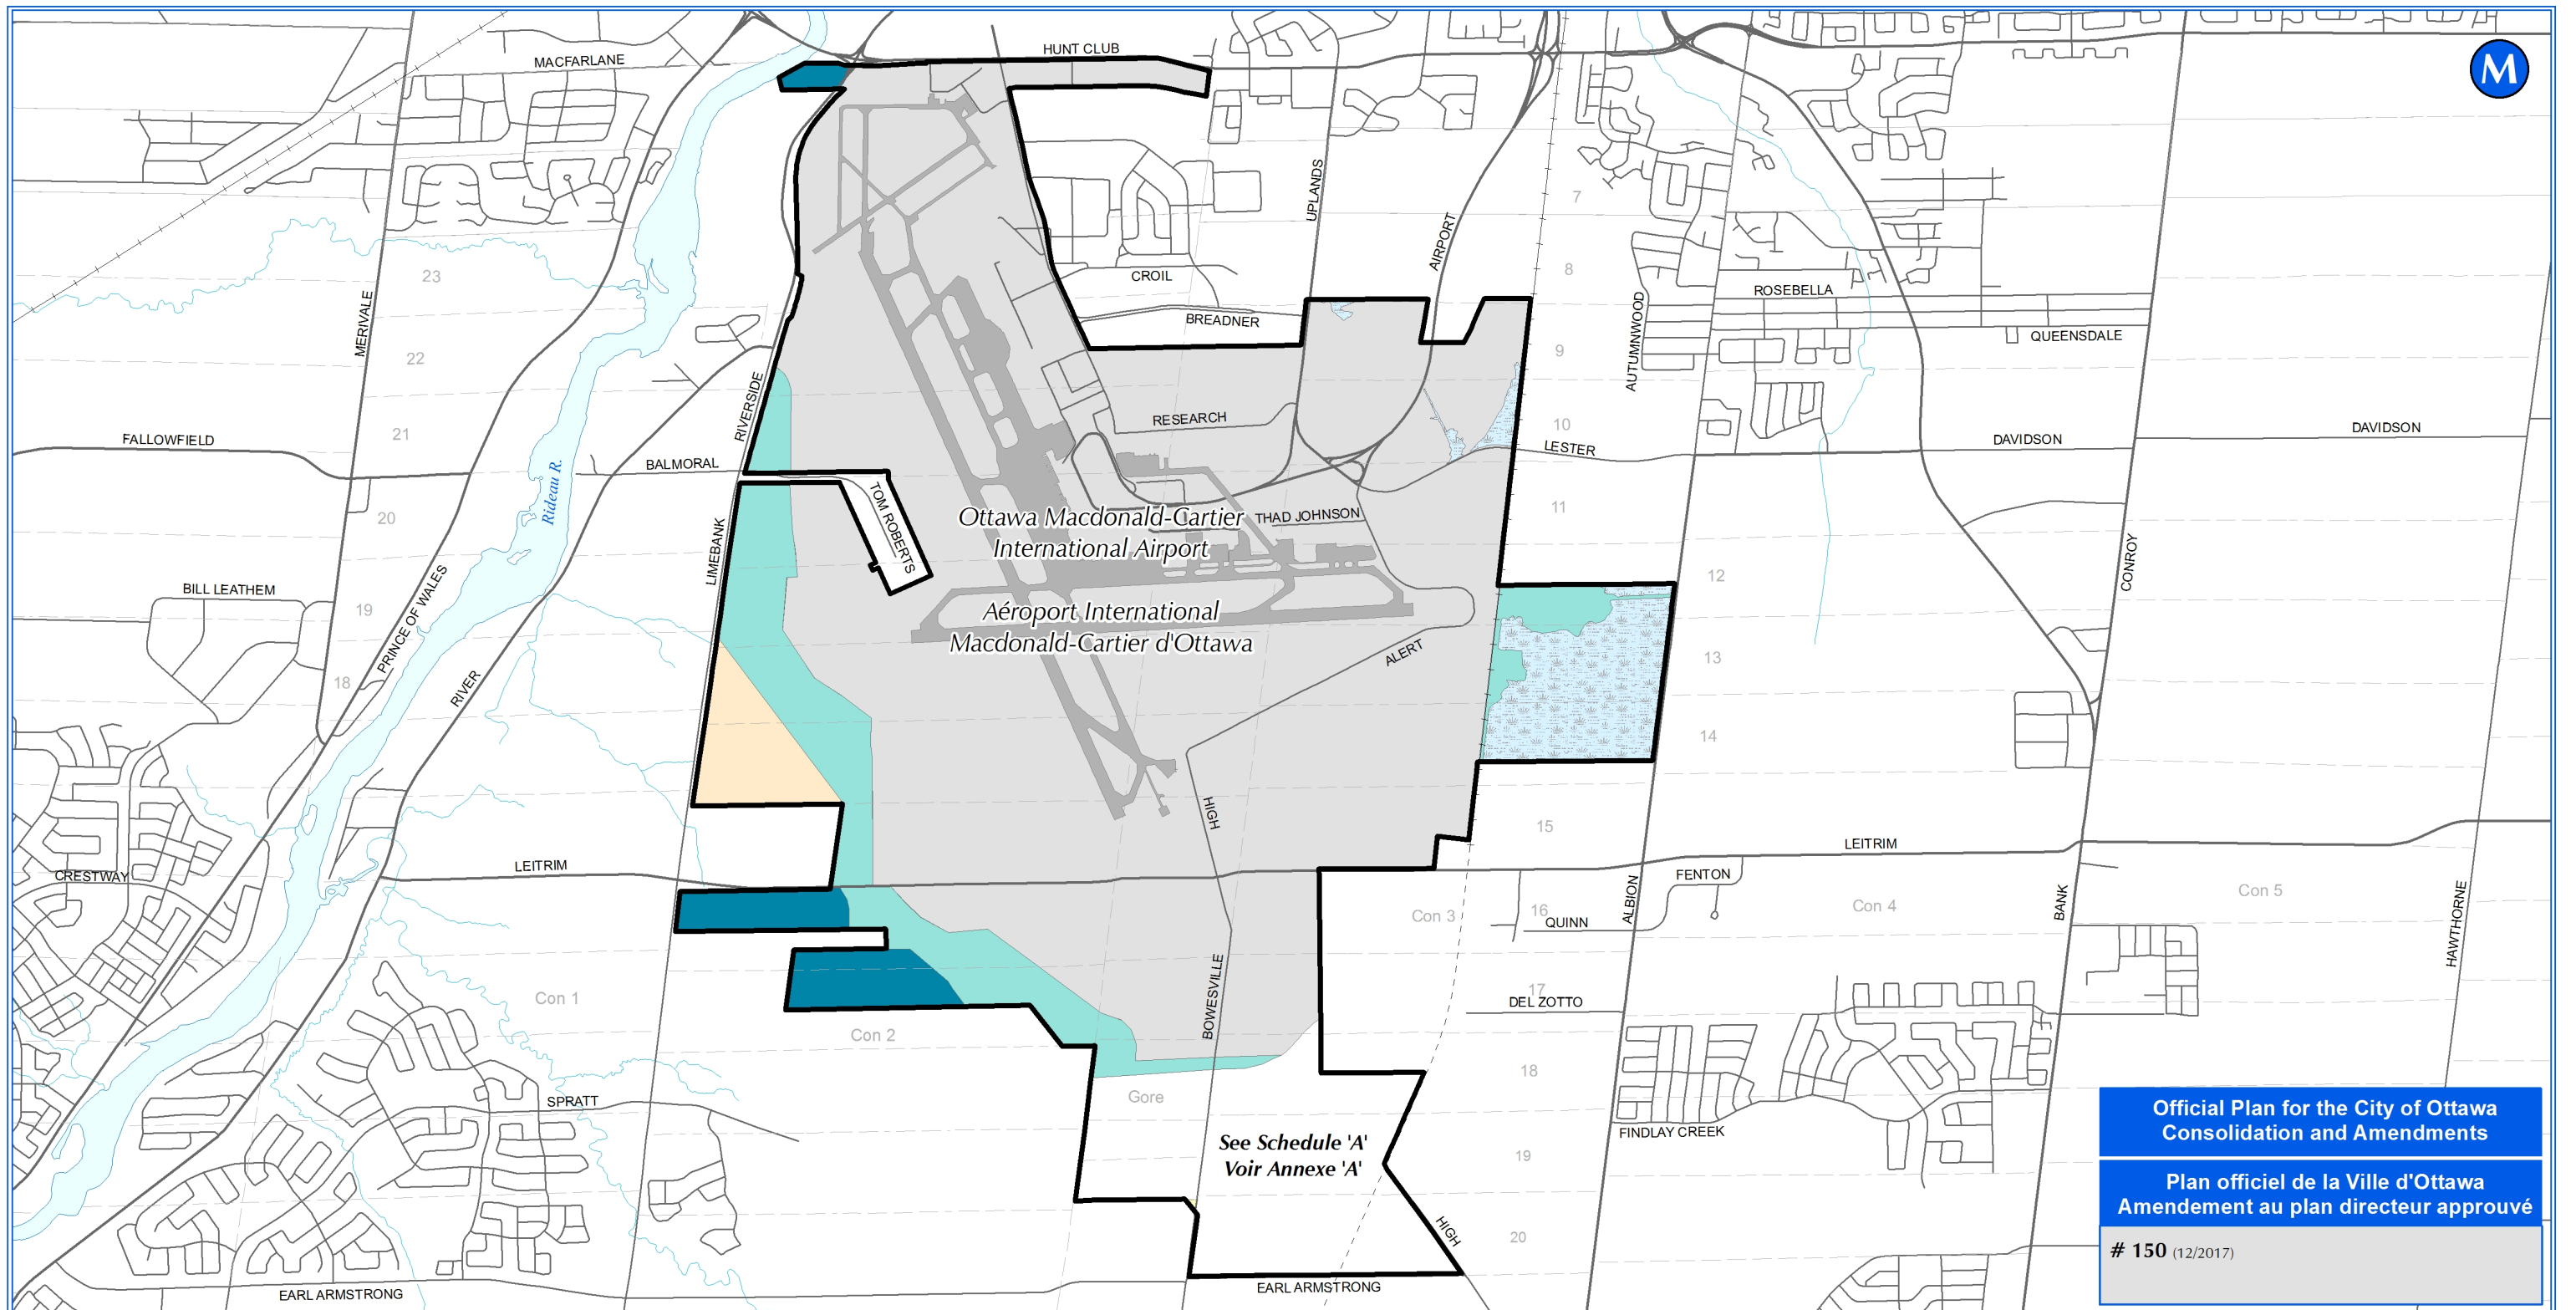 HUNT CLUB
MACFARLANE
M
UPLANDS
7
AIRPORT
8
23
CROIL
ROSEBELLA
MERIVALE
BREADNER
AUTUMNWOOD
QUEENSDALE
9
22
RIVERSIDE
RESEARCH
10
21
FALLOWFIELD
DAVIDSON
DAVIDSON
LESTER
BALMORAL
Rideau R.
TOM ROBERTS
11
20
LIMEBANK
Ottawa Macdonald-Cartier
International Airport
THAD JOHNSON
CONROY
12
BILL LEATHEM
19
PRINCE OF WALES
Aéroport International
Macdonald-Cartier d'Ottawa
ALERT
13
18
RIVER
14
HIGH
15
LEITRIM
LEITRIM
CRESTWAY
FENTON
Con 5
ALBION
BANK
HAWTHORNE
Con 3
16
Con 4
QUINN
BOWESVILLE
17
Con 1
DEL ZOTTO
Con 2
18
Gore
SPRATT
FINDLAY CREEK
See Schedule 'A'
Voir Annexe 'A'
19
HIGH
20
EARL ARMSTRONG
EARL ARMSTRONG
Official Plan for the City of Ottawa
Consolidation and Amendments
Plan officiel de la Ville d'Ottawa
Amendement au plan directeur approuvé
# 150 (12/2017)